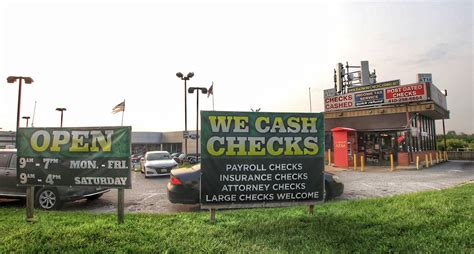 OPEN
9AM - 7PM MON. - FRI.
9AM - 4PM SATURDAY
WE CASH
CHECKS
PAYROLL CHECKS
INSURANCE CHECKS
ATTORNEY CHECKS
LARGE CHECKS WELCOME
CHECKS
CASHED
POST DATED
CHECKS
ATM